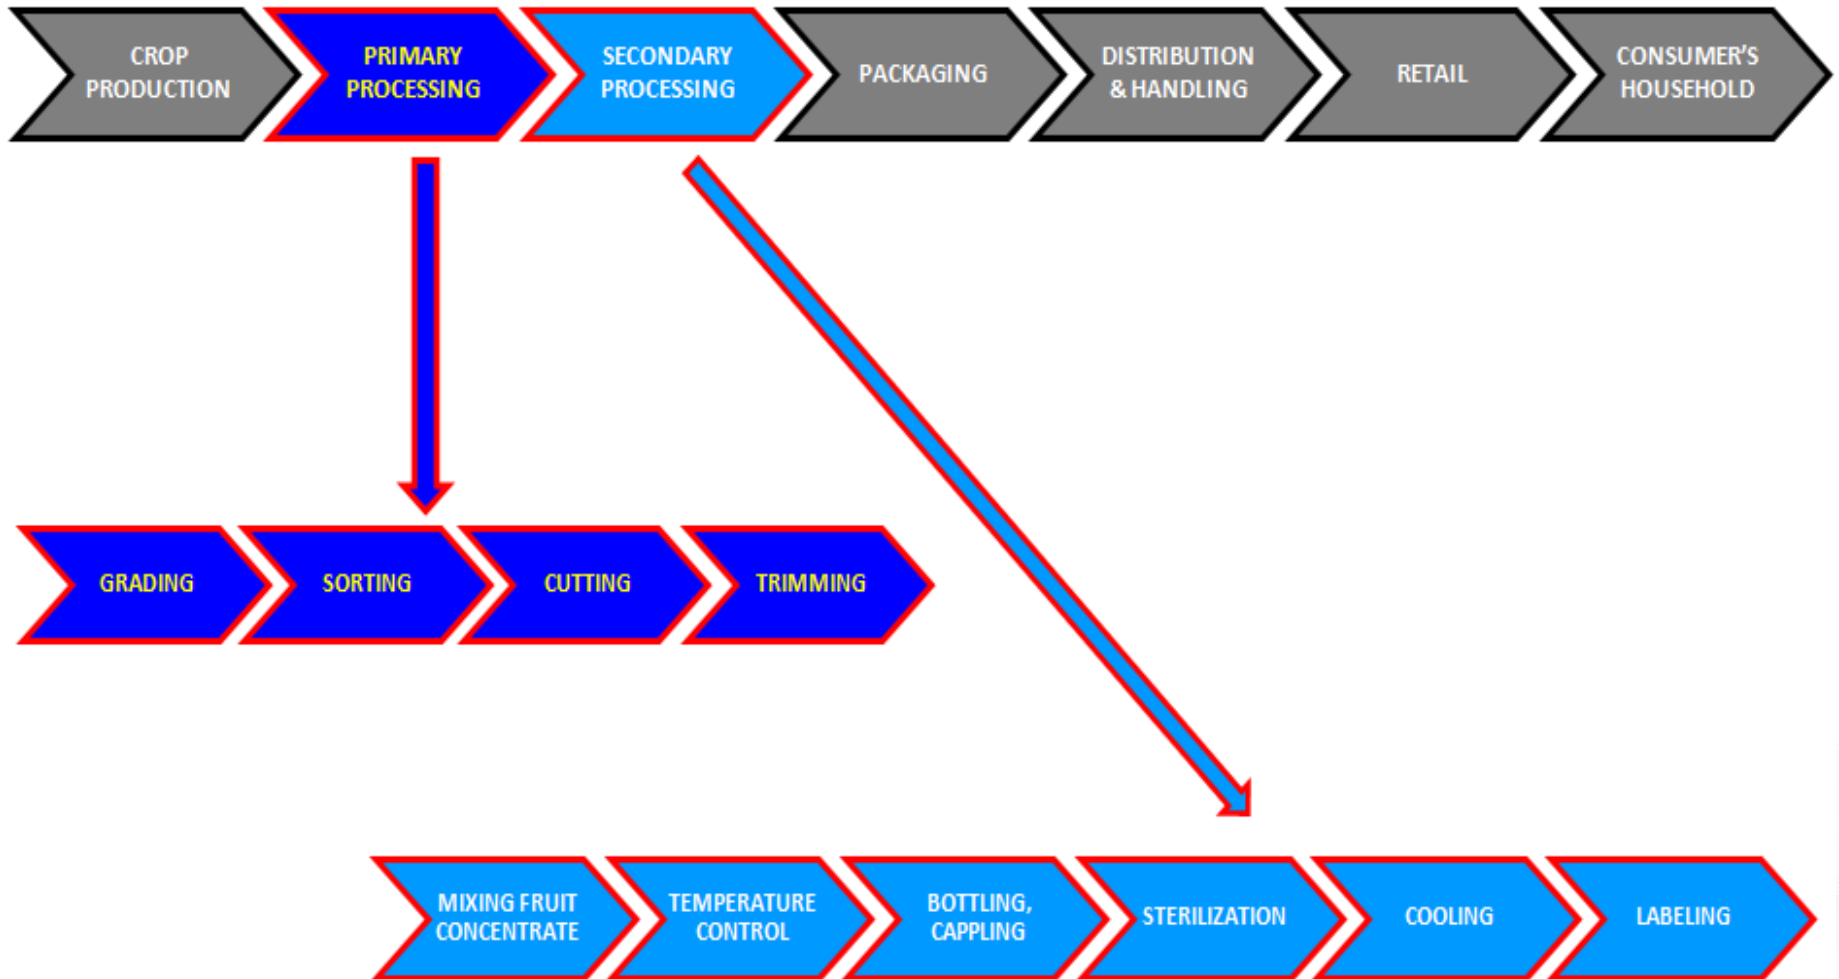 CROP
PRODUCTION
PRIMARY
PROCESSING
SECONDARY
PROCESSING
PACKAGING
DISTRIBUTION
& HANDLING
RETAIL
CONSUMER'S
HOUSEHOLD
GRADING
SORTING
CUTTING
TRIMMING
MIXING FRUIT
CONCENTRATE
TEMPERATURE
CONTROL
BOTTLING,
CAPPLING
STERILIZATION
COOLING
LABELING